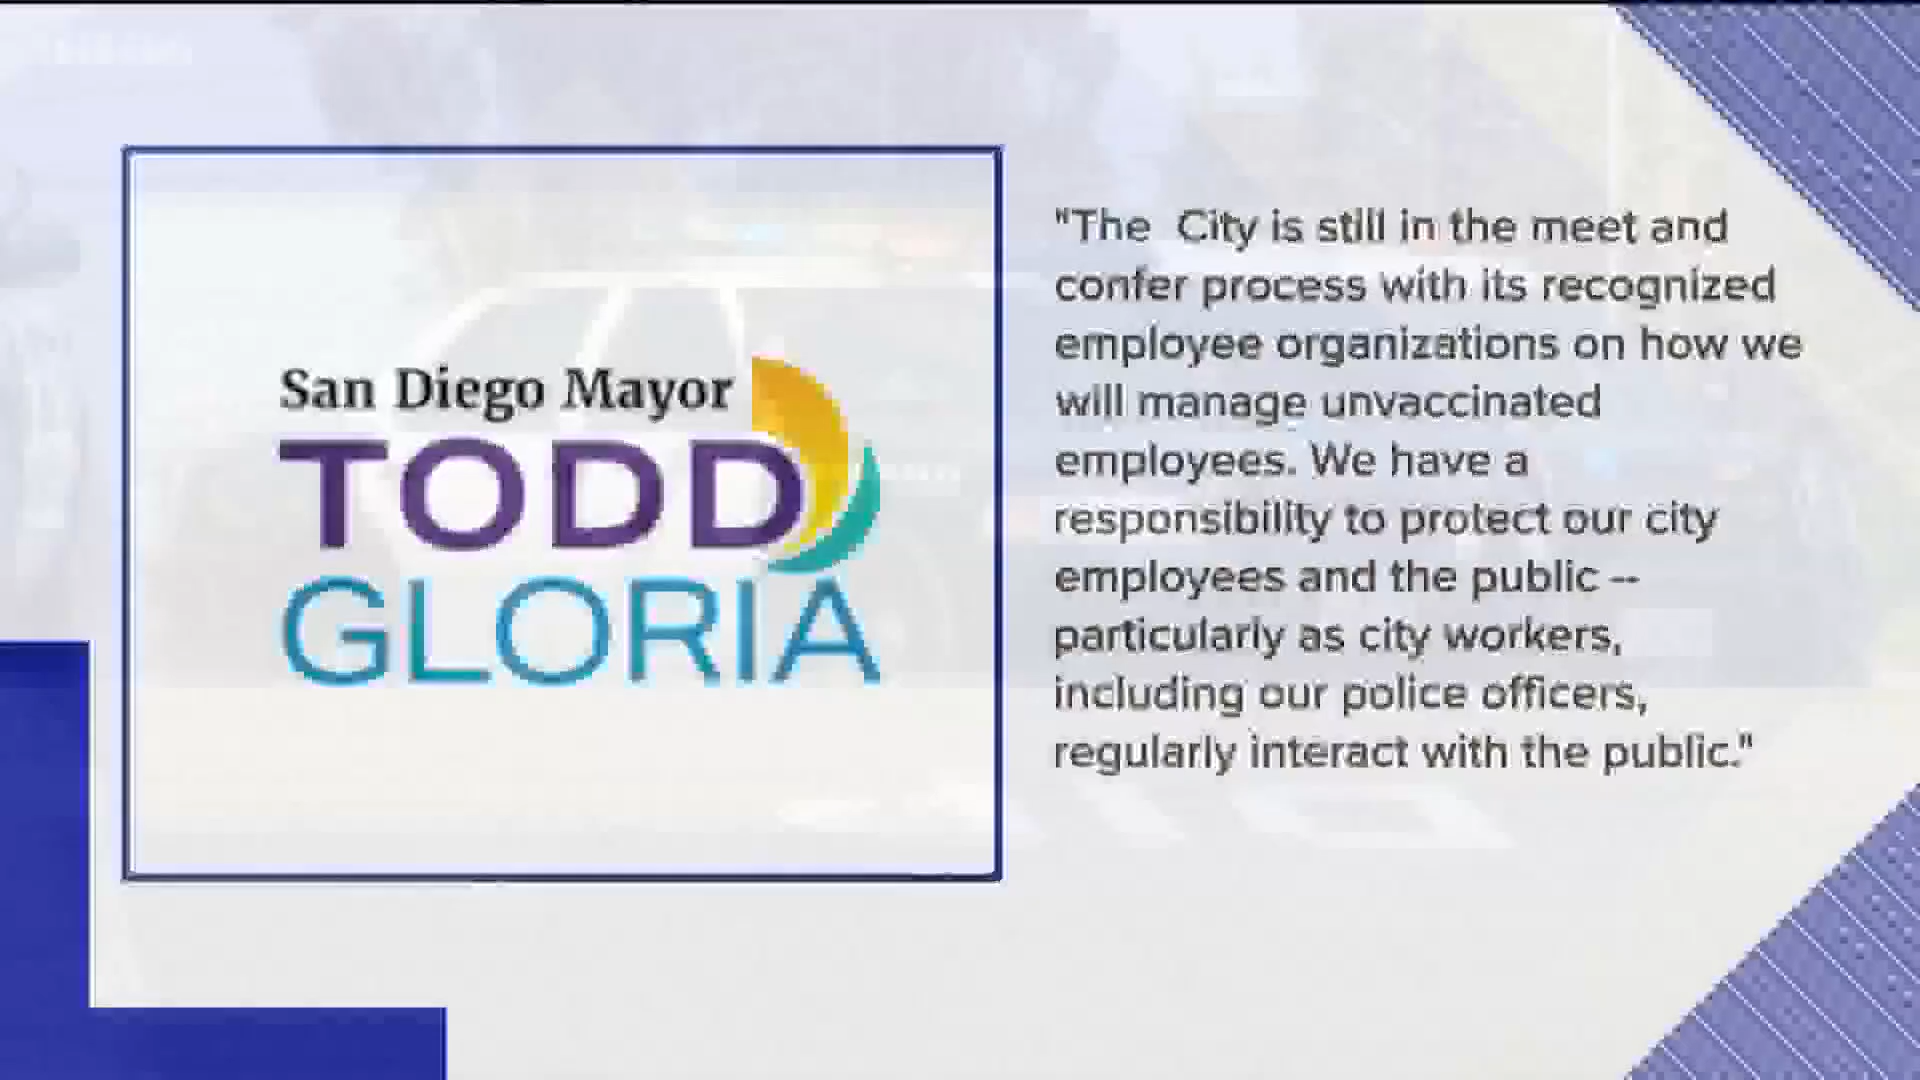 San Diego Mayor
TODD
GLORIA
"The City is still in the meet and
confer process with its recognized
employee organizations on how we
will manage unvaccinated
employees. We have a
responsibility to protect our city
employees and the public --
particularly as city workers,
including our police officers,
regularly interact with the public."